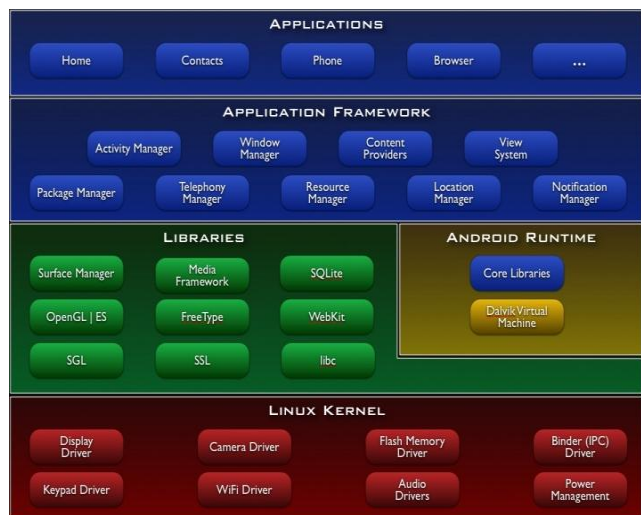 APPLICATIONS
Home Contacts Phone Browser ...
APPLICATION FRAMEWORK
Activity Manager Window Manager Content Providers View System
Package Manager Telephony Manager Resource Manager Location Manager Notification Manager
LIBRARIES
Surface Manager Media Framework SQLite
OpenGL | ES FreeType WebKit
SGL SSL libc
ANDROID RUNTIME
Core Libraries
Dalvik Virtual Machine
LINUX KERNEL
Display Driver Camera Driver Flash Memory Driver Binder (IPC) Driver
Keypad Driver WiFi Driver Audio Drivers Power Management